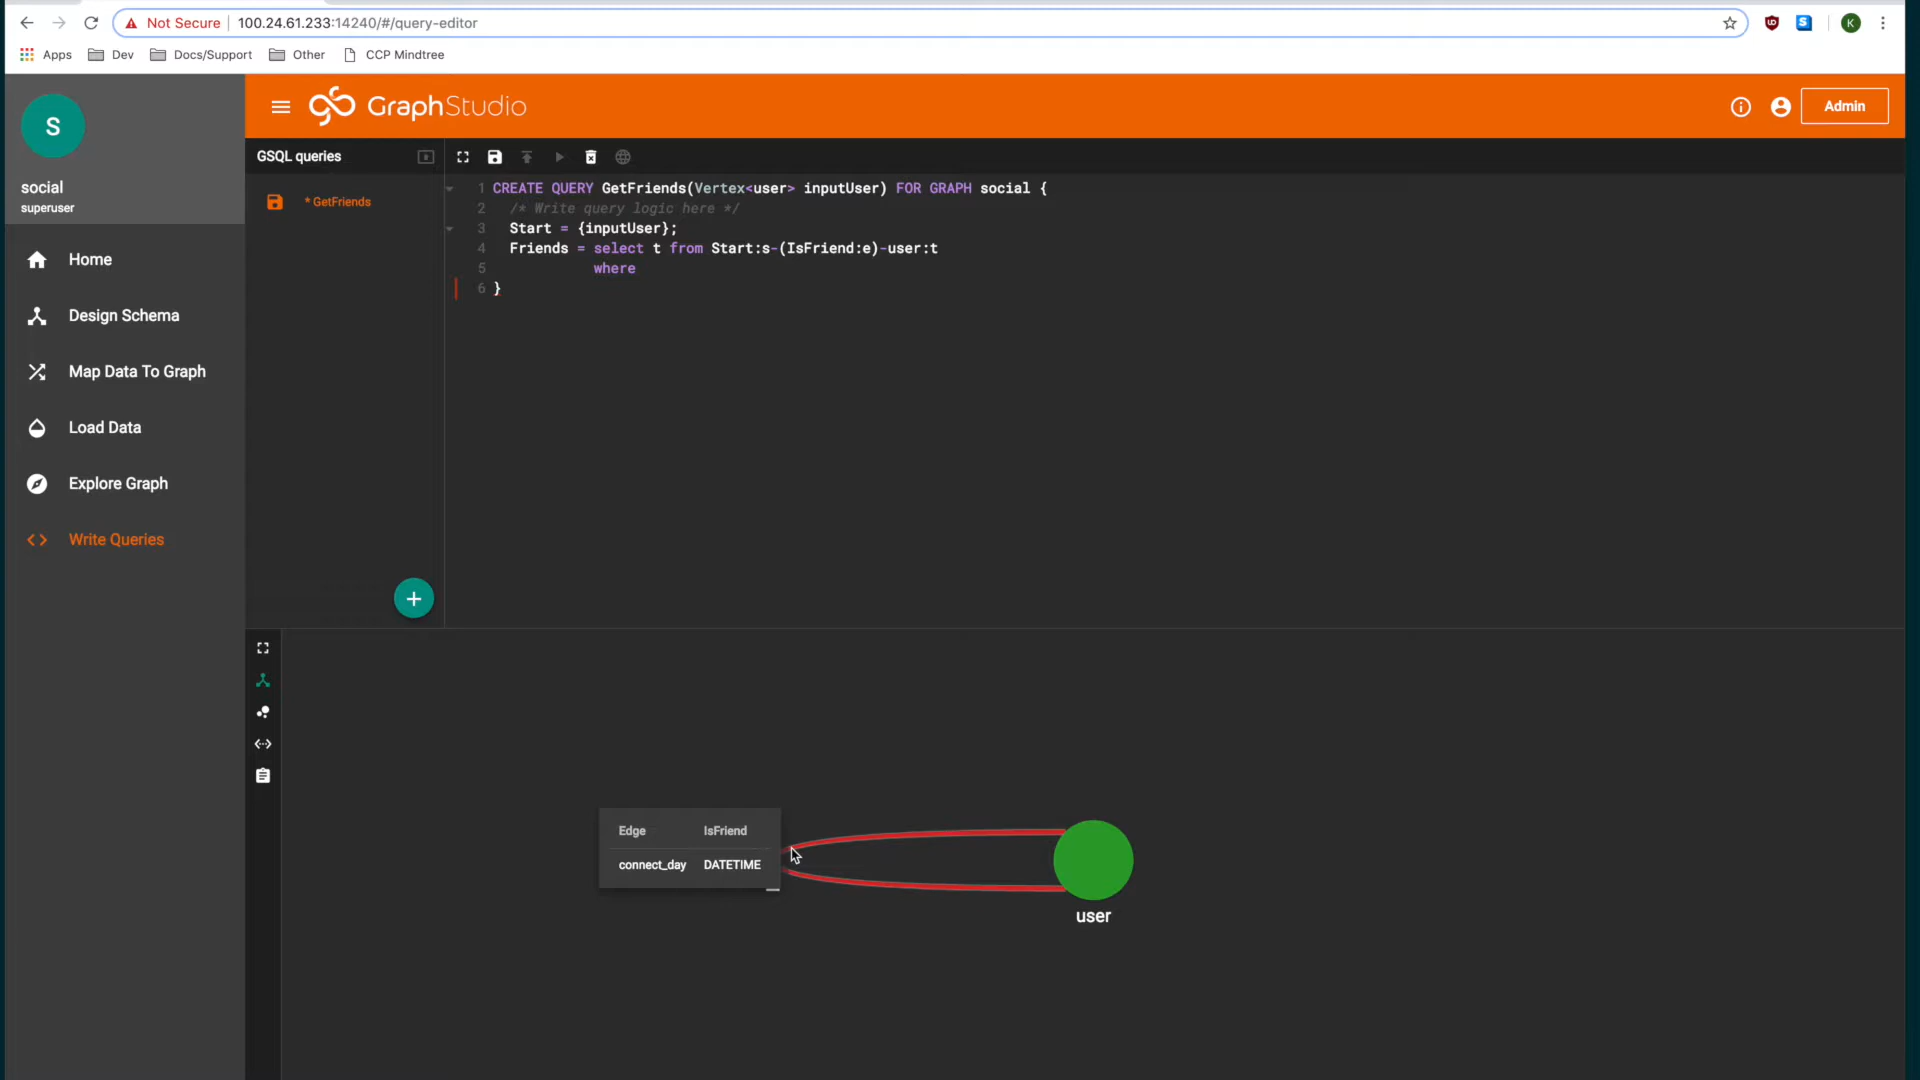 Not Secure | 100.24.61.233:14240/#/query-editor
K
Apps Dev Docs/Support Other CCP Mindtree
S
social
superuser
Home
Design Schema
Map Data To Graph
Load Data
Explore Graph
Write Queries
GraphStudio
Admin
GSQL queries
* GetFriends
1 CREATE QUERY GetFriends(Vertex<user> inputUser) FOR GRAPH social {
2 /* Write query logic here */
3 Start = {inputUser};
4 Friends = select t from Start:s-(IsFriend:e)-user:t
5 where
6 }
Edge IsFriend
connect_day DATETIME
user